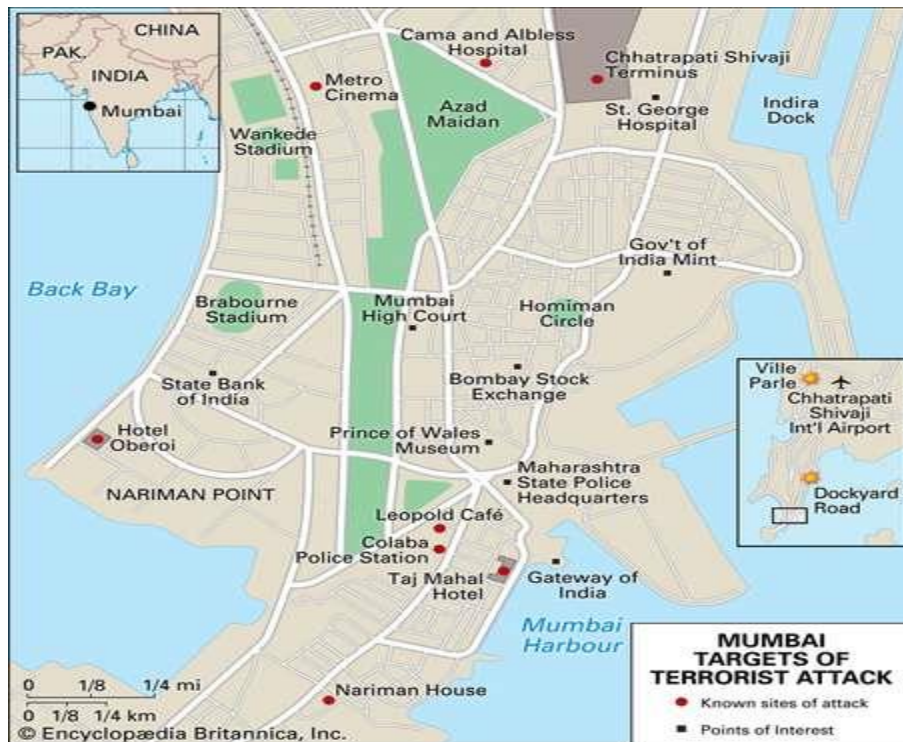 CHINA
PAK.
INDIA
Mumbai
Cama and Albless
Hospital
Chhatrapati Shivaji
Terminus
Metro
Cinema
Azad
Maidan
St. George
Hospital
Indira
Dock
Wankede
Stadium
Gov't of
India Mint
Back Bay
Brabourne
Stadium
Mumbai
High Court
Homiman
Circle
State Bank
of India
Bombay Stock
Exchange
Ville
Parle
Chhatrapati
Shivaji
Int'l Airport
Hotel
Oberoi
Prince of Wales
Museum
Maharashtra
State Police
Headquarters
Dockyard
Road
NARIMAN POINT
Leopold Café
Colaba
Police Station
Taj Mahal
Hotel
Gateway of
India
Mumbai
Harbour
Nariman House
0 1/8 1/4 mi
0 1/8 1/4 km
© Encyclopædia Britannica, Inc.
MUMBAI
TARGETS OF
TERRORIST ATTACK
Known sites of attack
Points of Interest